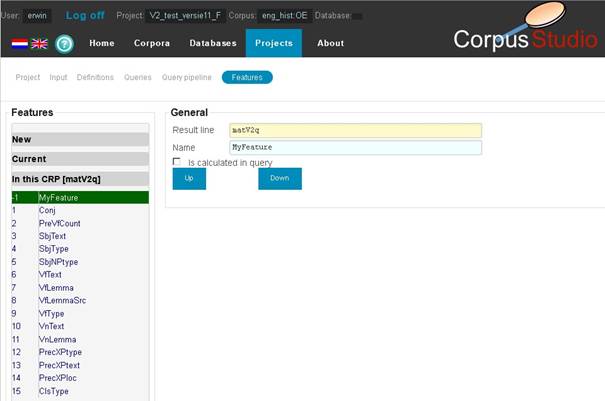 User: erwin Log off Project: V2_test_versie11_F Corpus: eng_hist:OE Database:
Home Corpora Databases Projects About
CorpusStudio
Project Input Definitions Queries Query pipeline Features
Features
New
Current
In this CRP [matV2q]
-1 MyFeature
1 Conj
2 PreVfCount
3 SbjText
4 SbjType
5 SbjNPtype
6 VfText
7 VfLemma
8 VfLemmaSrc
9 VfType
10 VnText
11 VnLemma
12 PrecXPtype
13 PrecXPtext
14 PrecXPloc
15 ClsType
General
Result line matV2q
Name MyFeature
Is calculated in query
Up Down